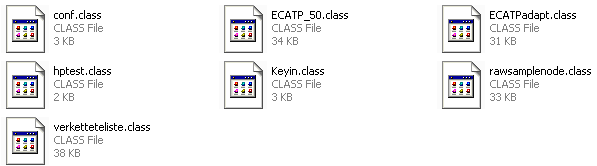 conf.class
CLASS File
3 KB
ECATP_50.class
CLASS File
34 KB
ECATPadapt.class
CLASS File
31 KB
hptest.class
CLASS File
2 KB
Keyin.class
CLASS File
3 KB
rawsamplenode.class
CLASS File
33 KB
verketteteliste.class
CLASS File
38 KB